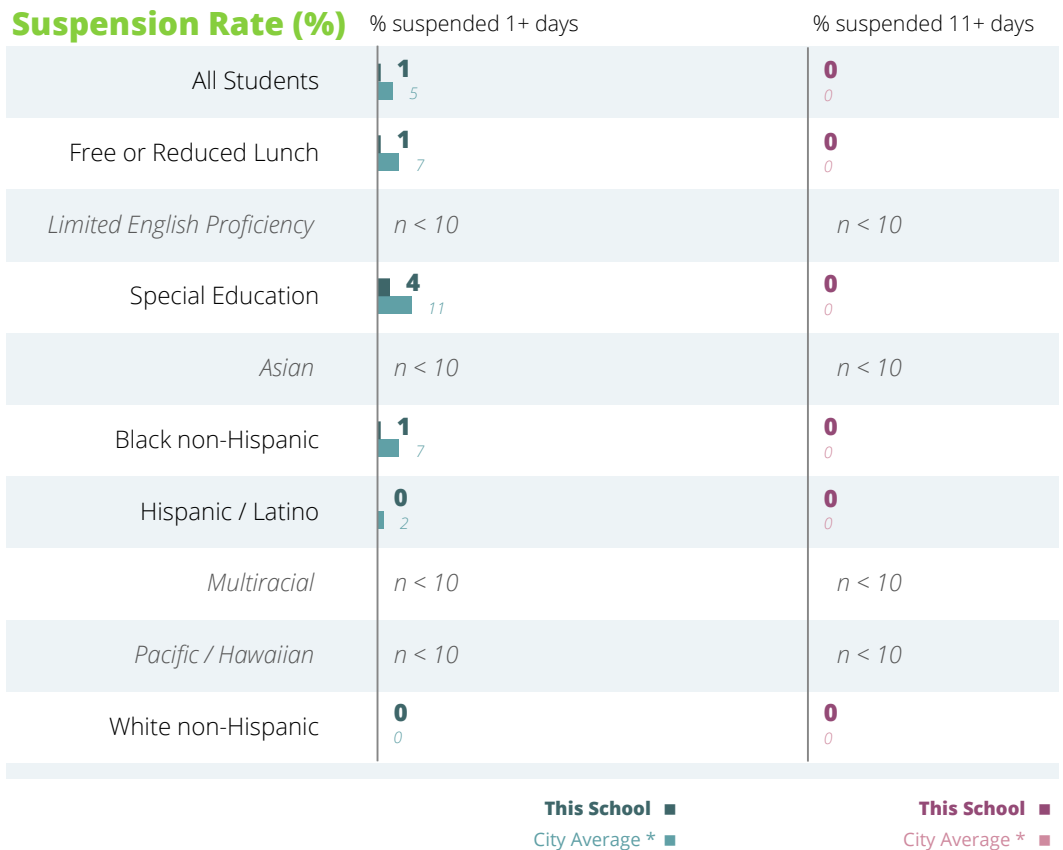 Suspension Rate (%) % suspended 1+ days % suspended 11+ days
All Students 1 0
5 0
Free or Reduced Lunch 1 0
7 0
Limited English Proficiency n < 10 n < 10
Special Education 4 0
11 0
Asian n < 10 n < 10
Black non-Hispanic 1 0
7 0
Hispanic / Latino 0 0
2 0
Multiracial n < 10 n < 10
Pacific / Hawaiian n < 10 n < 10
White non-Hispanic 0 0
0 0
This School This School
City Average * City Average *